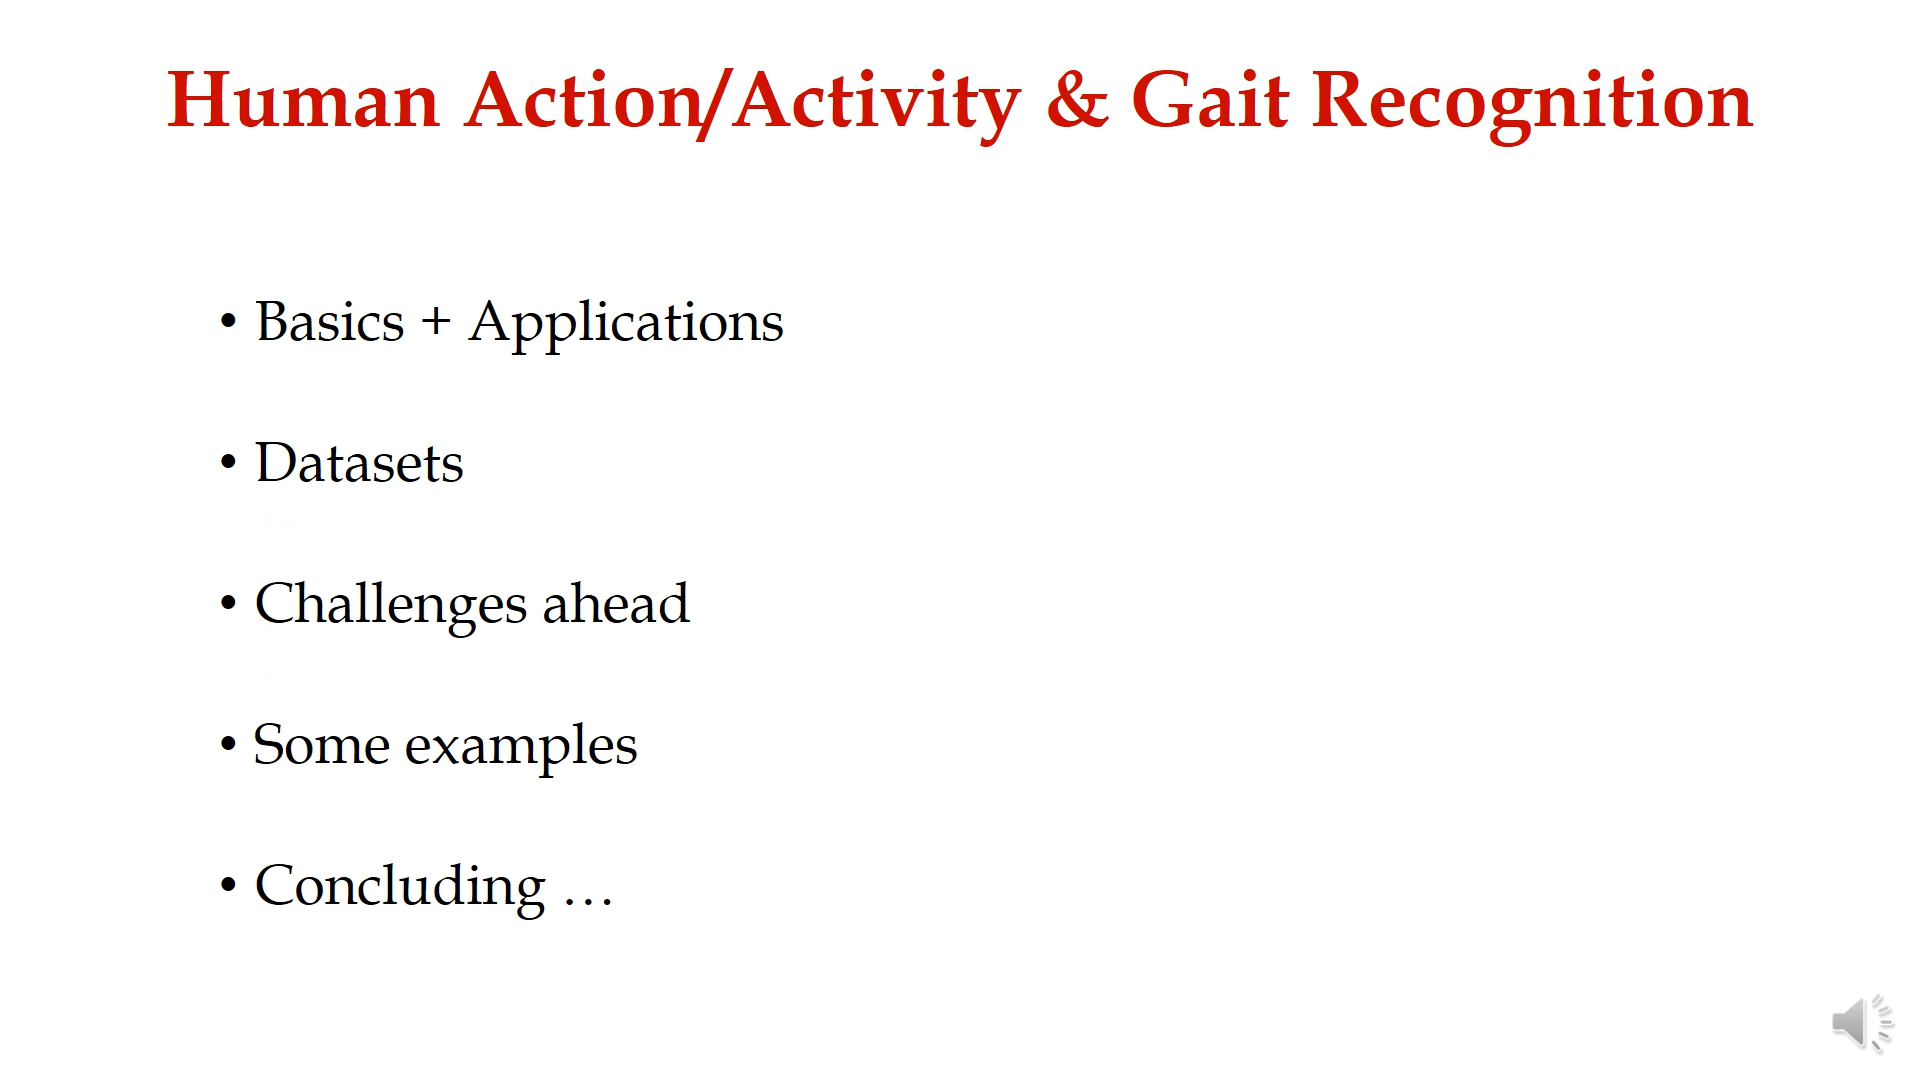 Human Action/Activity & Gait Recognition
• Basics + Applications
• Datasets
• Challenges ahead
• Some examples
• Concluding …